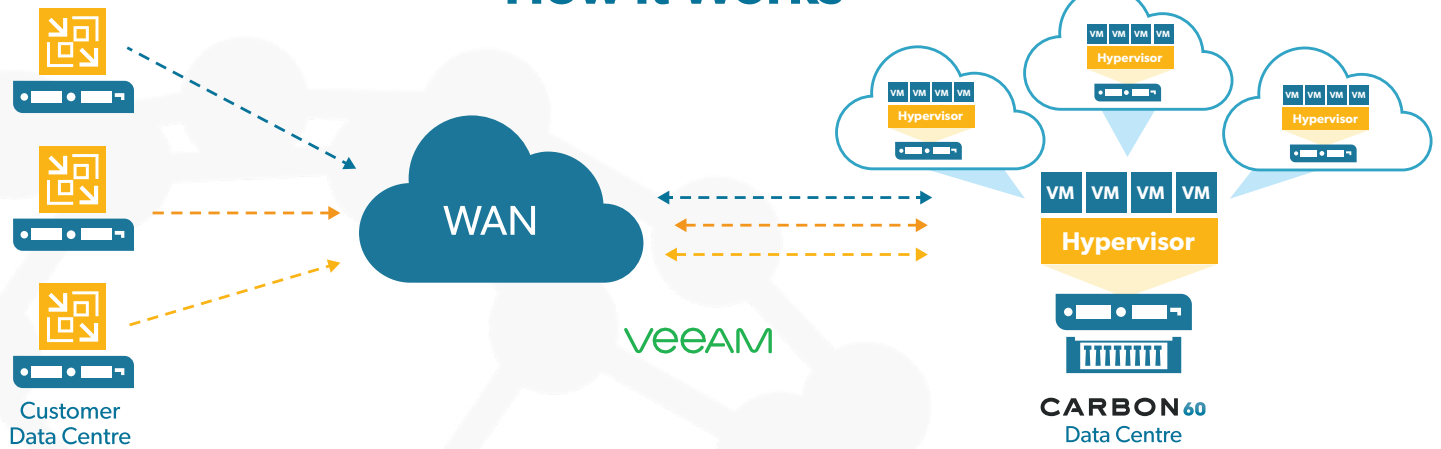 How it Works
VM VM VM VM
Hypervisor
VM VM VM VM
Hypervisor
VM VM VM VM
Hypervisor
WAN
VM VM VM VM
Hypervisor
veeAM
CARBON60
Data Centre
Customer
Data Centre